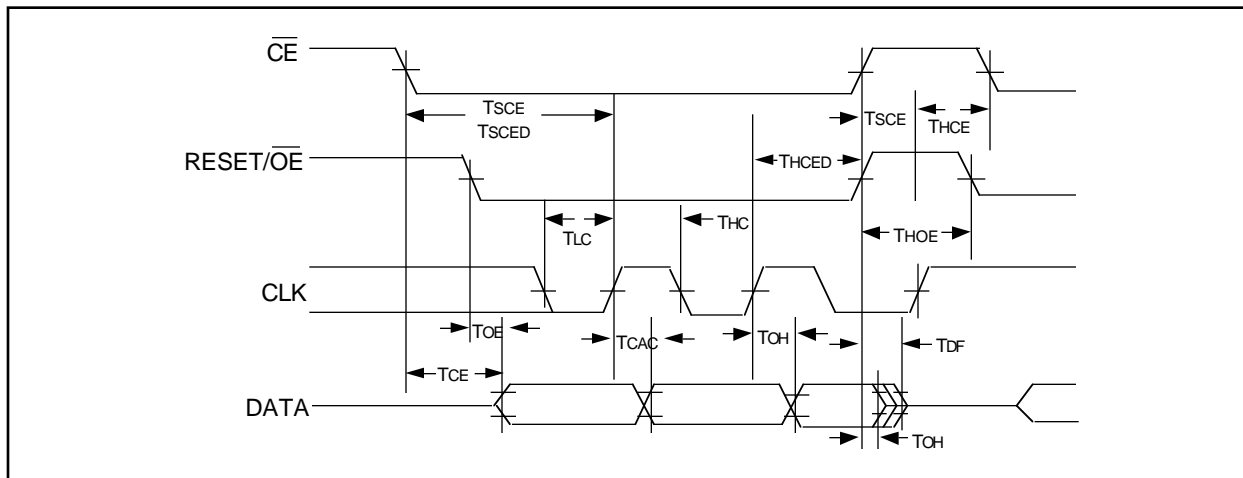 CE
TSCE
TSCED
TSCE
THCE
RESET/OE
THCED
TLC
THC
THOE
CLK
TOE
TCAC
TOH
TDF
TCE
DATA
TOH